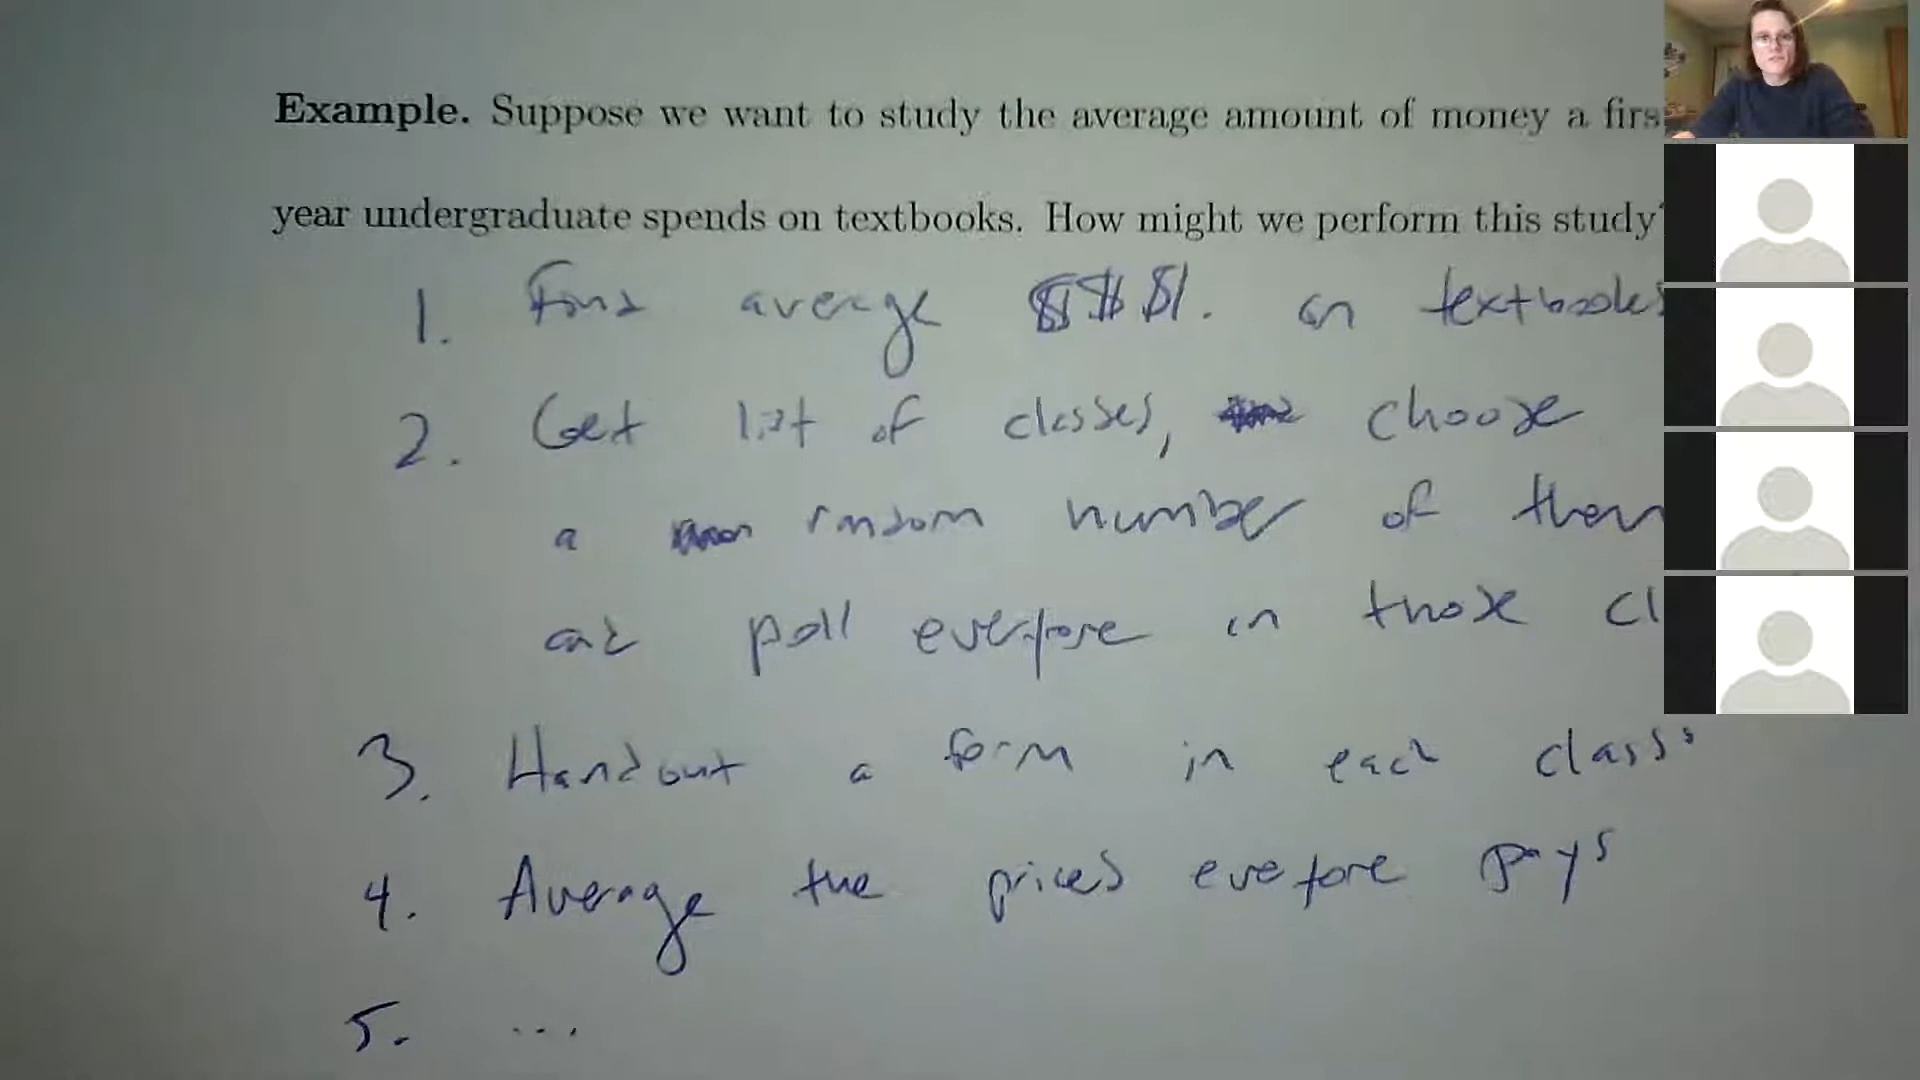 Example. Suppose we want to study the average amount of money a firs
year undergraduate spends on textbooks. How might we perform this study?
1. Find average $$$1. on textbooks
2. Get list of classes, choose
a random number of them
and poll everyone in those cl
3. Handout a form in each class
4. Average the prices everyone pays
5. ...